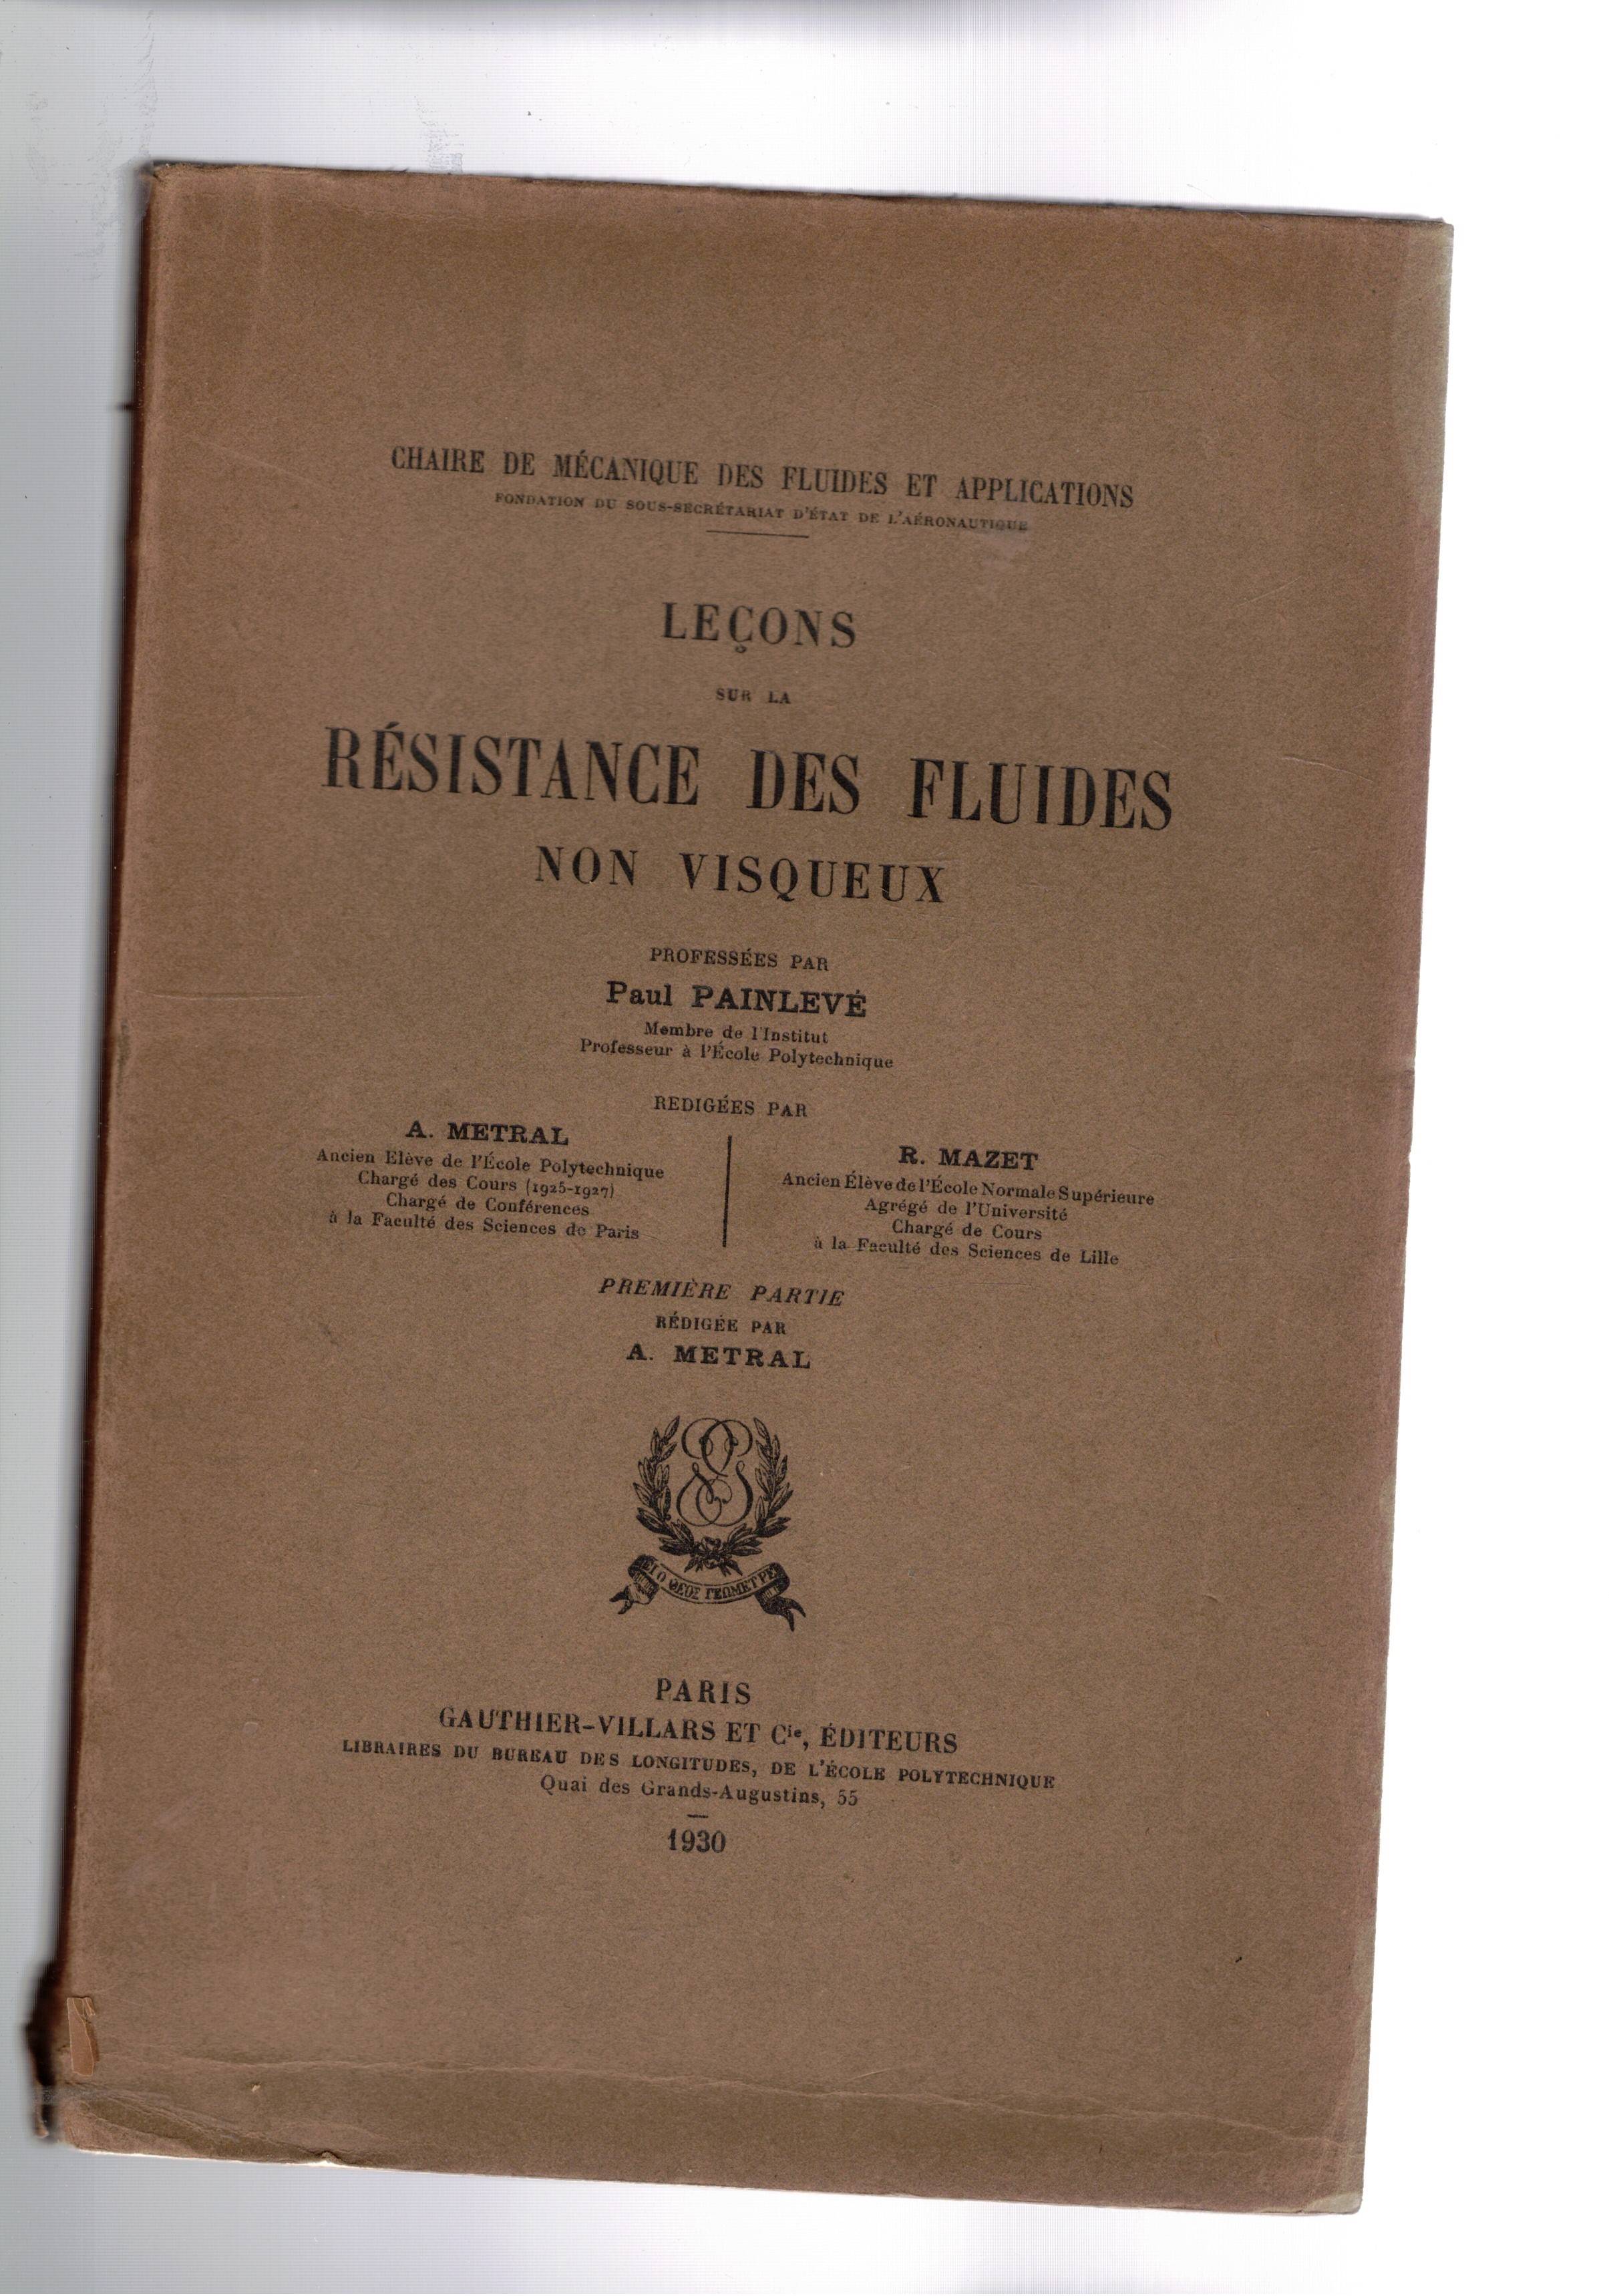 CHAIRE DE MÉCANIQUE DES FLUIDES ET APPLICATIONS
FONDATION DU SOUS-SECRÉTARIAT D'ÉTAT DE L'AÉRONAUTIQUE
LEÇONS
SUR LA
RÉSISTANCE DES FLUIDES
NON VISQUEUX
PROFESSÉES PAR
Paul PAINLEVÉ
Membre de l'Institut
Professeur à l'École Polytechnique
REDIGÉES PAR
A. METRAL
Ancien Elève de l'École Polytechnique
Chargé des Cours (1925-1927)
Chargé de Conférences
à la Faculté des Sciences de Paris
R. MAZET
Ancien Élève de l'École Normale Supérieure
Agrégé de l'Université
Chargé de Cours
à la Faculté des Sciences de Lille
PREMIÈRE PARTIE
RÉDIGÉE PAR
A. METRAL
ΕΙ Ο ΘΕΟΣ ΓΕΩΜΕΤΡΕΙ
PARIS
GAUTHIER-VILLARS ET Cie, ÉDITEURS
LIBRAIRES DU BUREAU DES LONGITUDES, DE L'ÉCOLE POLYTECHNIQUE
Quai des Grands-Augustins, 55
1930